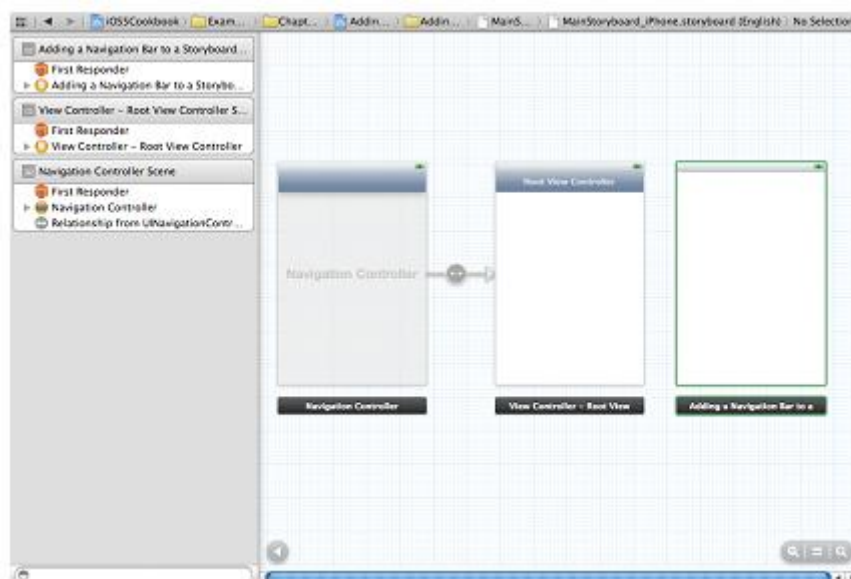 iOS5Cookbook Exam... Chapt... Addin... Addin... MainS... MainStoryboard_iPhone.storyboard (English) No Selection
Adding a Navigation Bar to a Storyboard...
First Responder
Adding a Navigation Bar to a Storybo...
View Controller – Root View Controller S...
First Responder
View Controller – Root View Controller
Navigation Controller Scene
First Responder
Navigation Controller
Relationship from UINavigationContr...
Root View Controller
Navigation Controller
Navigation Controller
View Controller – Root View
Adding a Navigation Bar to a